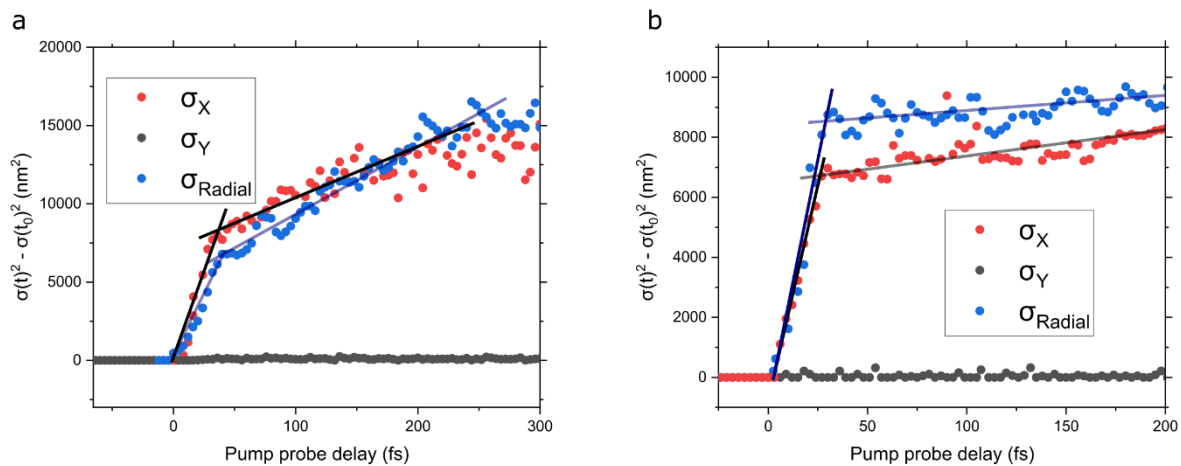 a
20000
15000
10000
5000
0
σ(t)² - σ(t₀)² (nm²)
σX
σY
σRadial
0 100 200 300
Pump probe delay (fs)
b
10000
8000
6000
4000
2000
0
σ(t)² - σ(t₀)² (nm²)
σX
σY
σRadial
0 50 100 150 200
Pump probe delay (fs)